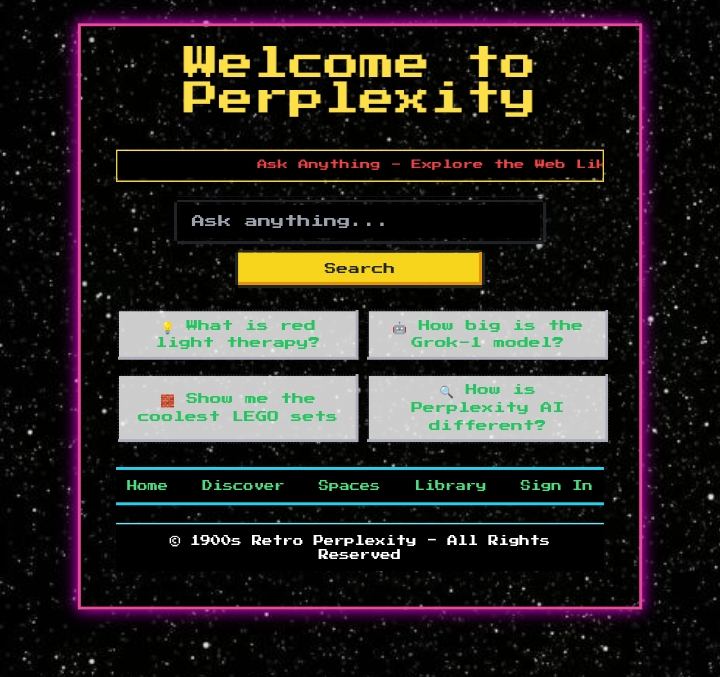 Welcome to
Perplexity
Ask Anything - Explore the Web Lik
Ask anything...
Search
💡 What is red
light therapy?
🤖 How big is the
Grok-1 model?
🧱 Show me the
coolest LEGO sets
🔍 How is
Perplexity AI
different?
Home Discover Spaces Library Sign In
© 1900s Retro Perplexity - All Rights
Reserved